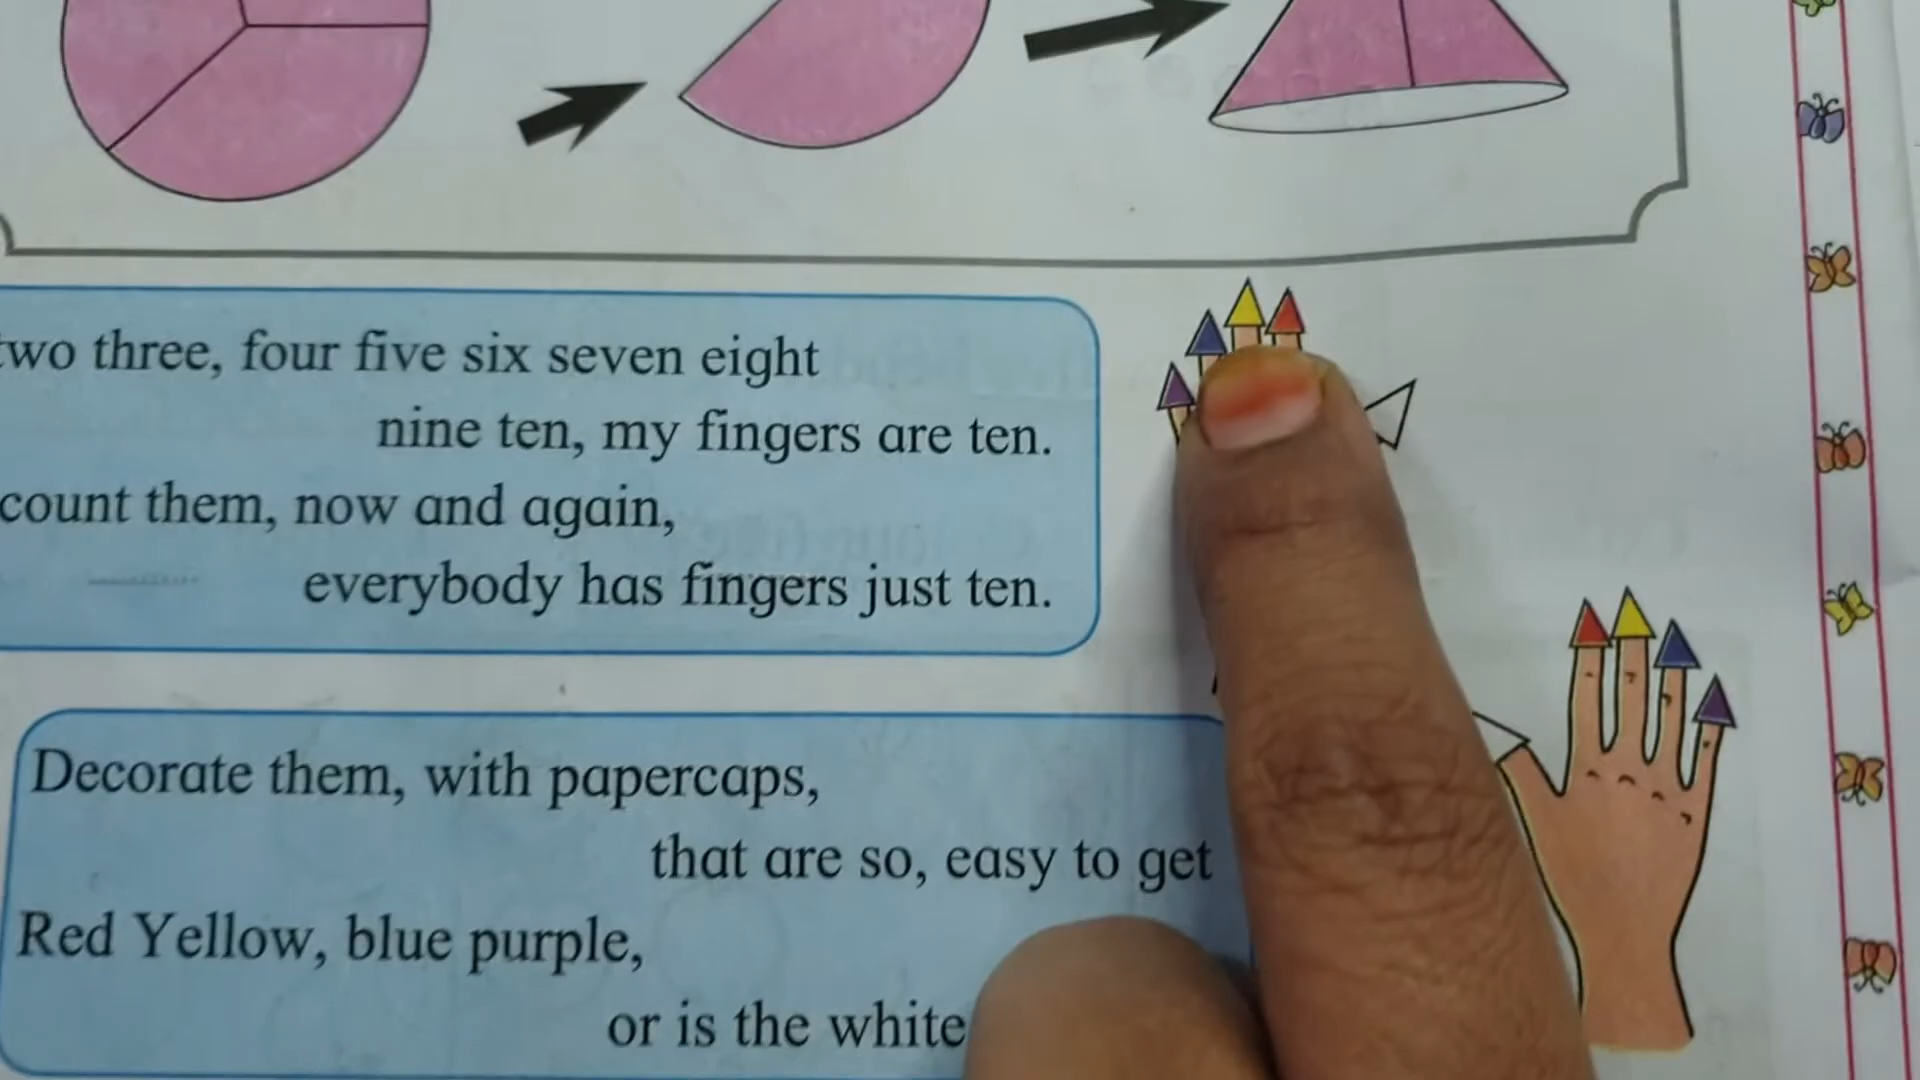 two three, four five six seven eight
nine ten, my fingers are ten.
count them, now and again,
everybody has fingers just ten.
Decorate them, with papercaps,
that are so, easy to get
Red Yellow, blue purple,
or is the white